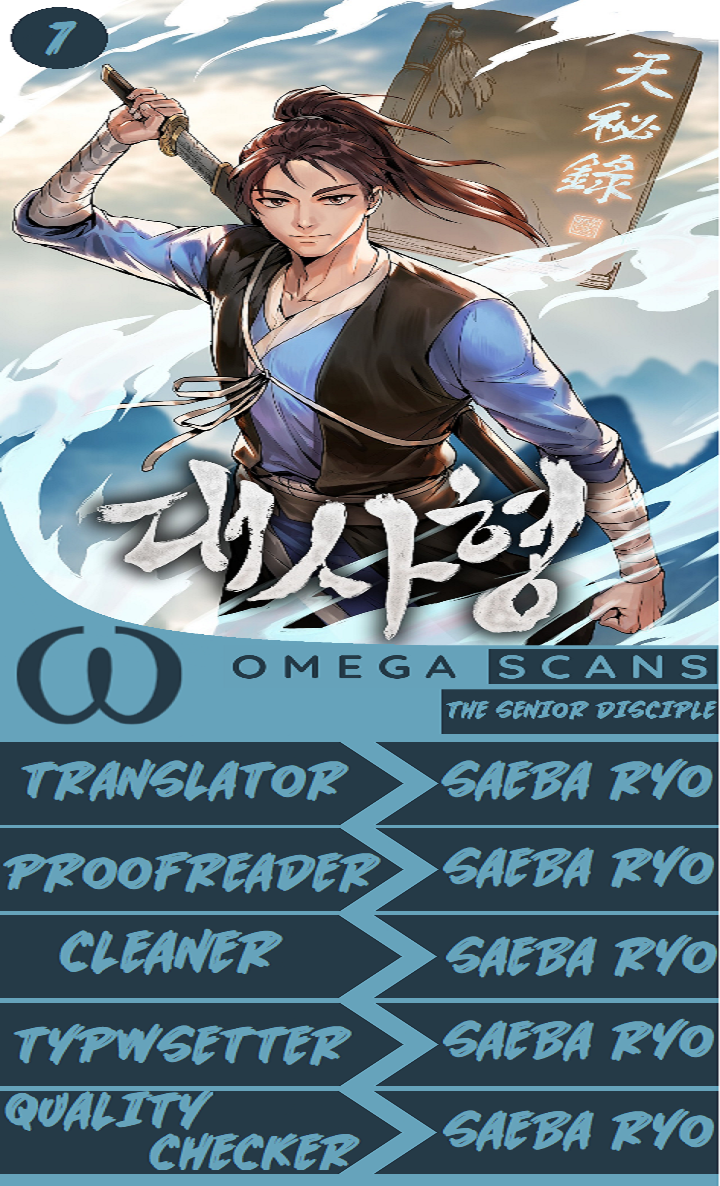 7
天
秘
錄
대사형
OMEGA SCANS
THE SENIOR DISCIPLE
TRANSLATOR SAEBA RYO
PROOFREADER SAEBA RYO
CLEANER SAEBA RYO
TYPWSETTER SAEBA RYO
QUALITY
CHECKER SAEBA RYO